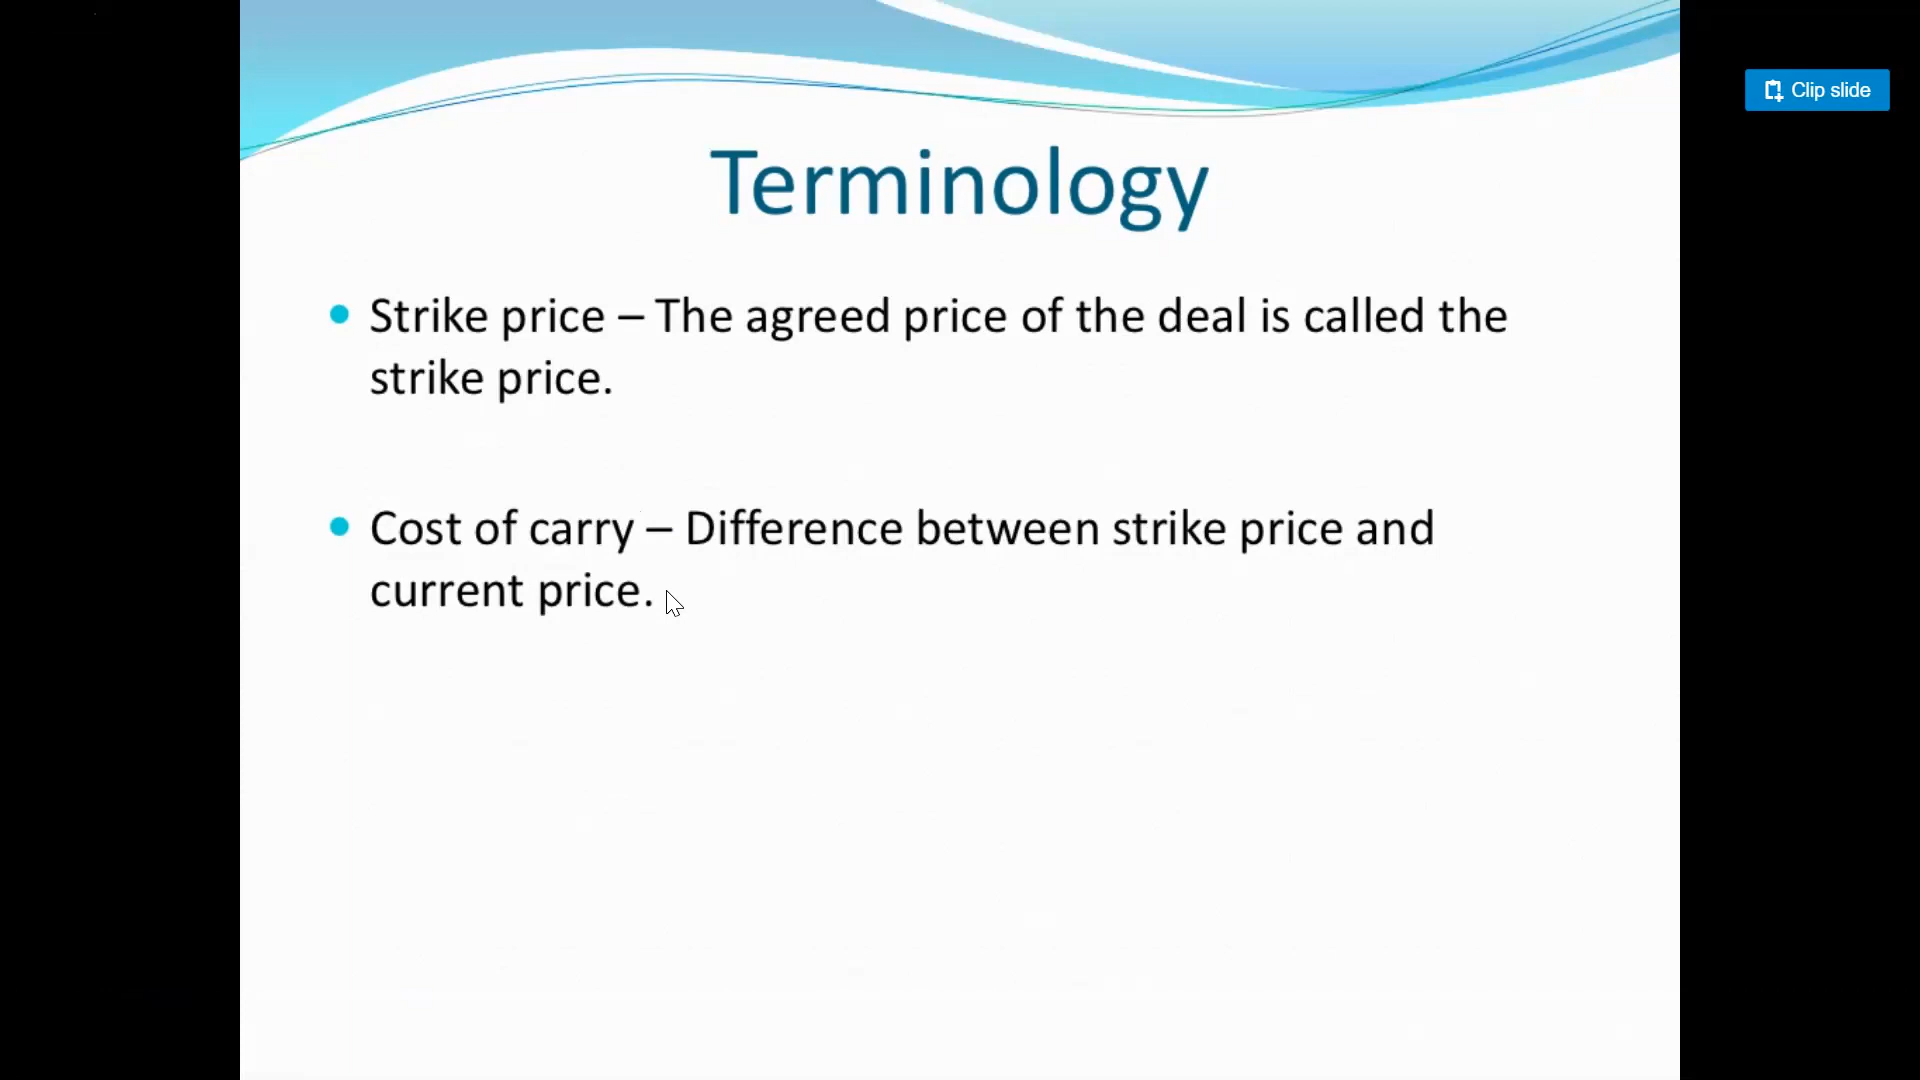 Clip slide
Terminology
• Strike price – The agreed price of the deal is called the
strike price.
• Cost of carry – Difference between strike price and
current price.